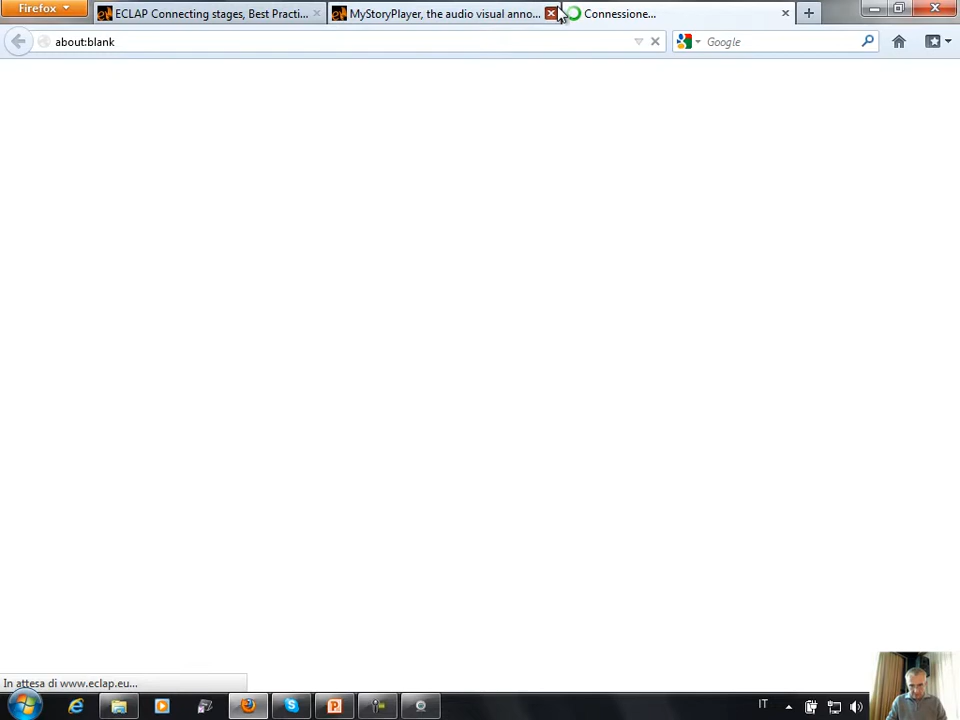 Firefox
ECLAP Connecting stages, Best Practi...
MyStoryPlayer, the audio visual anno...
Connessione...
about:blank
Google
In attesa di www.eclap.eu...
IT